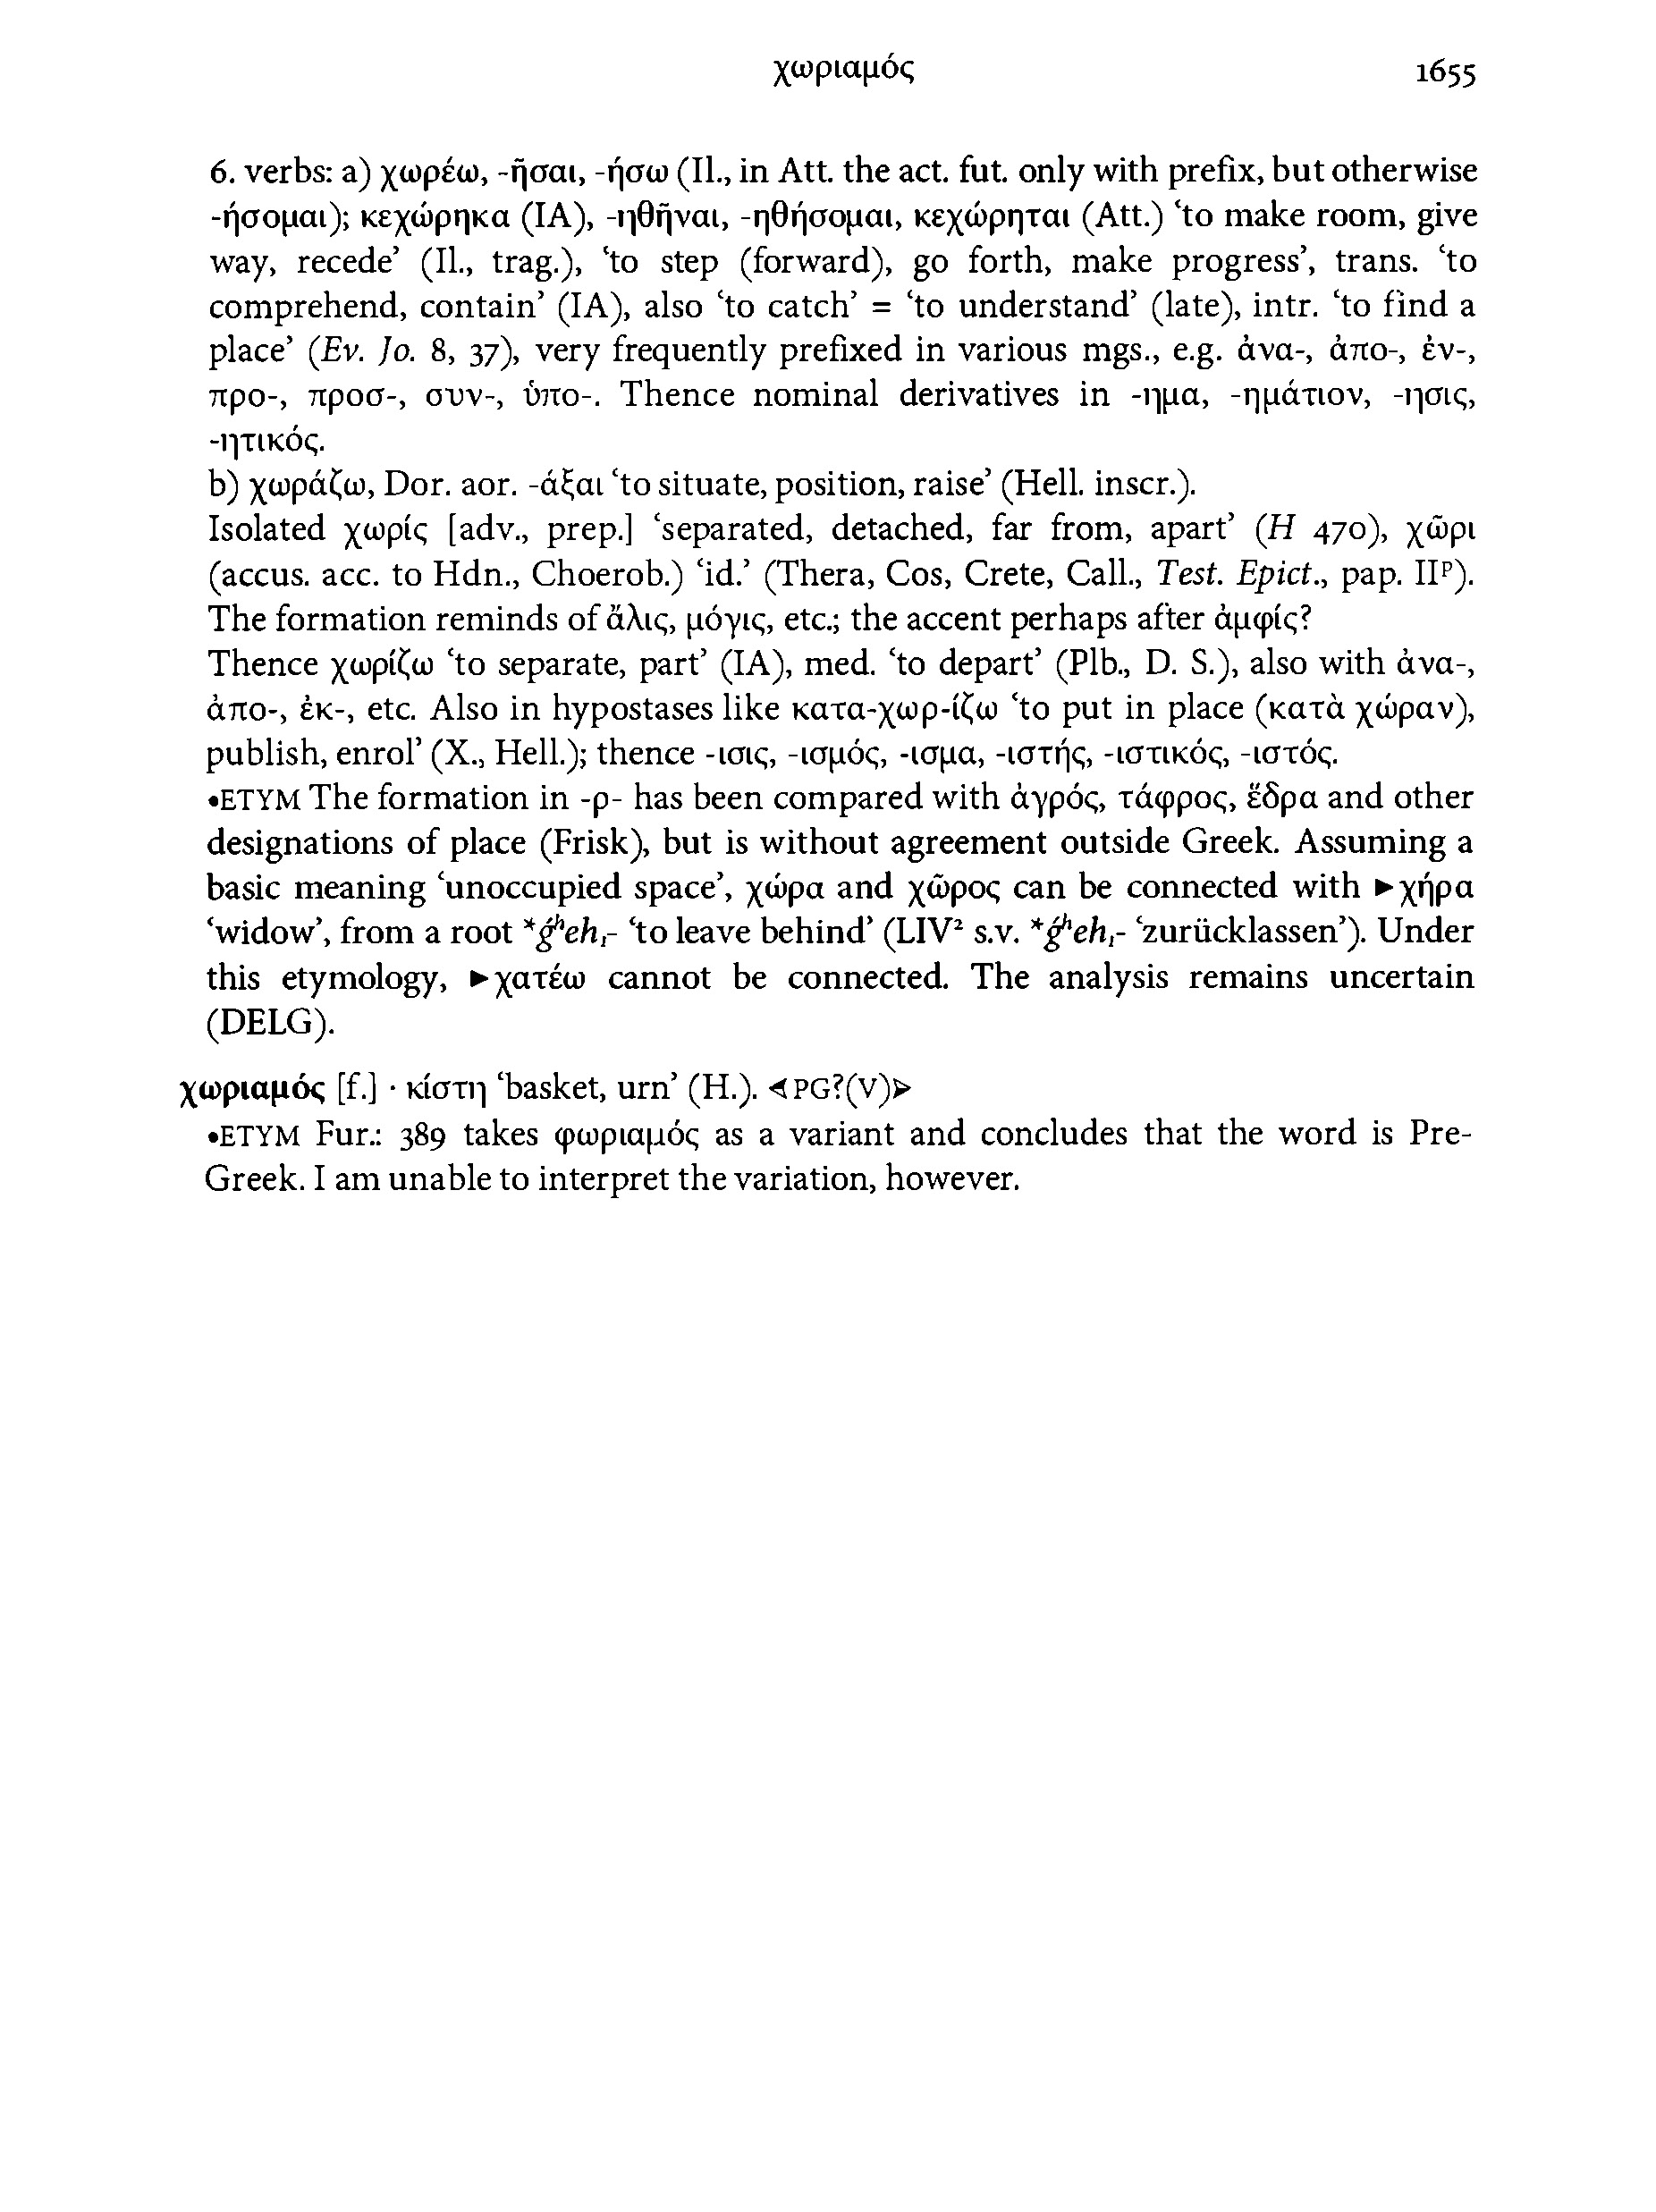 χωριαμός 1655
6. verbs: a) χωρέω, -ῆσαι, -ήσω (Il., in Att. the act. fut. only with prefix, but otherwise
-ήσομαι); κεχώρηκα (IA), -ηθῆναι, -ηθήσομαι, κεχώρηται (Att.) ‘to make room, give
way, recede’ (Il., trag.), ‘to step (forward), go forth, make progress’, trans. ‘to
comprehend, contain’ (IA), also ‘to catch’ = ‘to understand’ (late), intr. ‘to find a
place’ (Ev. Jo. 8, 37), very frequently prefixed in various mgs., e.g. ἀνα-, ἀπο-, ἐν-,
προ-, προσ-, συν-, ὑπο-. Thence nominal derivatives in -ημα, -ημάτιον, -ησις,
-ητικός.
b) χωράζω, Dor. aor. -άξαι ‘to situate, position, raise’ (Hell. inscr.).
Isolated χωρίς [adv., prep.] ‘separated, detached, far from, apart’ (H 470), χῶρι
(accus. acc. to Hdn., Choerob.) ‘id.’ (Thera, Cos, Crete, Call., Test. Epict., pap. IIᵖ).
The formation reminds of ἅλις, μόγις, etc.; the accent perhaps after ἀμφίς?
Thence χωρίζω ‘to separate, part’ (IA), med. ‘to depart’ (Plb., D. S.), also with ἀνα-,
ἀπο-, ἐκ-, etc. Also in hypostases like κατα-χωρ-ίζω ‘to put in place (κατὰ χώραν),
publish, enrol’ (X., Hell.); thence -ισις, -ισμός, -ισμα, -ιστής, -ιστικός, -ιστός.
•ETYM The formation in -ρ- has been compared with ἀγρός, τάφρος, ἕδρα and other
designations of place (Frisk), but is without agreement outside Greek. Assuming a
basic meaning ‘unoccupied space’, χώρα and χῶρος can be connected with ►χήρα
‘widow’, from a root *ǵʰeh₁- ‘to leave behind’ (LIV² s.v. *ǵʰeh₁- ‘zurücklassen’). Under
this etymology, ►χατέω cannot be connected. The analysis remains uncertain
(DELG).
χωριαμός [f.] · κίστη ‘basket, urn’ (H.). ⊲PG?(V)⊳
•ETYM Fur.: 389 takes φωριαμός as a variant and concludes that the word is Pre-
Greek. I am unable to interpret the variation, however.